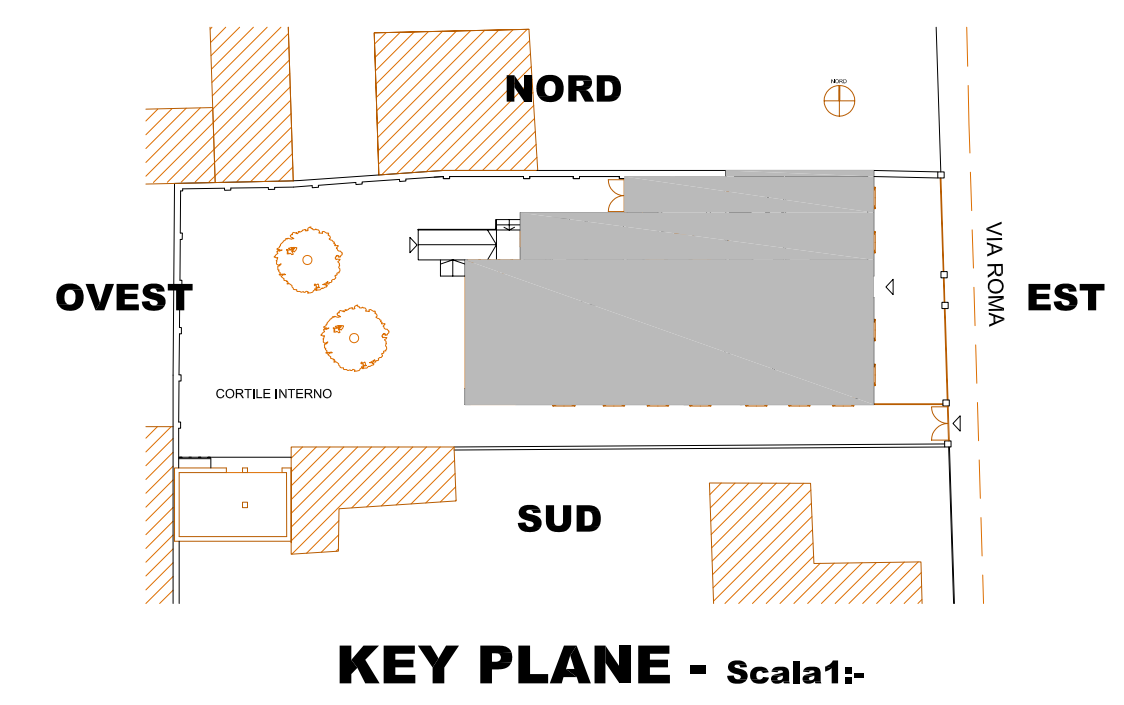 NORD
NORD
VIA ROMA
OVEST
EST
CORTILE INTERNO
SUD
KEY PLANE - Scala1:-